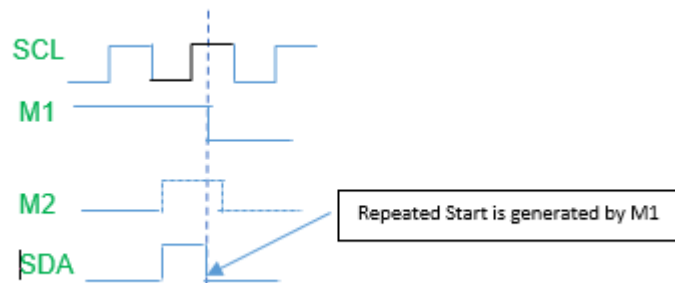 SCL
M1
M2
Repeated Start is generated by M1
SDA